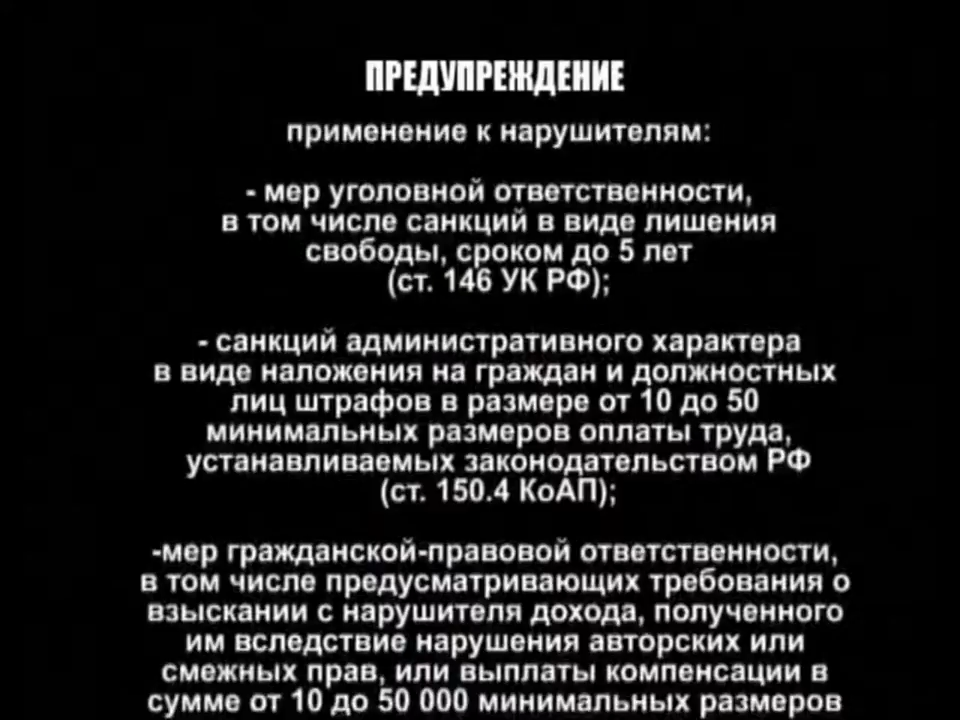 ПРЕДУПРЕЖДЕНИЕ
применение к нарушителям:
- мер уголовной ответственности,
в том числе санкций в виде лишения
свободы, сроком до 5 лет
(ст. 146 УК РФ);
- санкций административного характера
в виде наложения на граждан и должностных
лиц штрафов в размере от 10 до 50
минимальных размеров оплаты труда,
устанавливаемых законодательством РФ
(ст. 150.4 КоАП);
-мер гражданской-правовой ответственности,
в том числе предусматривающих требования о
взыскании с нарушителя дохода, полученного
им вследствие нарушения авторских или
смежных прав, или выплаты компенсации в
сумме от 10 до 50 000 минимальных размеров